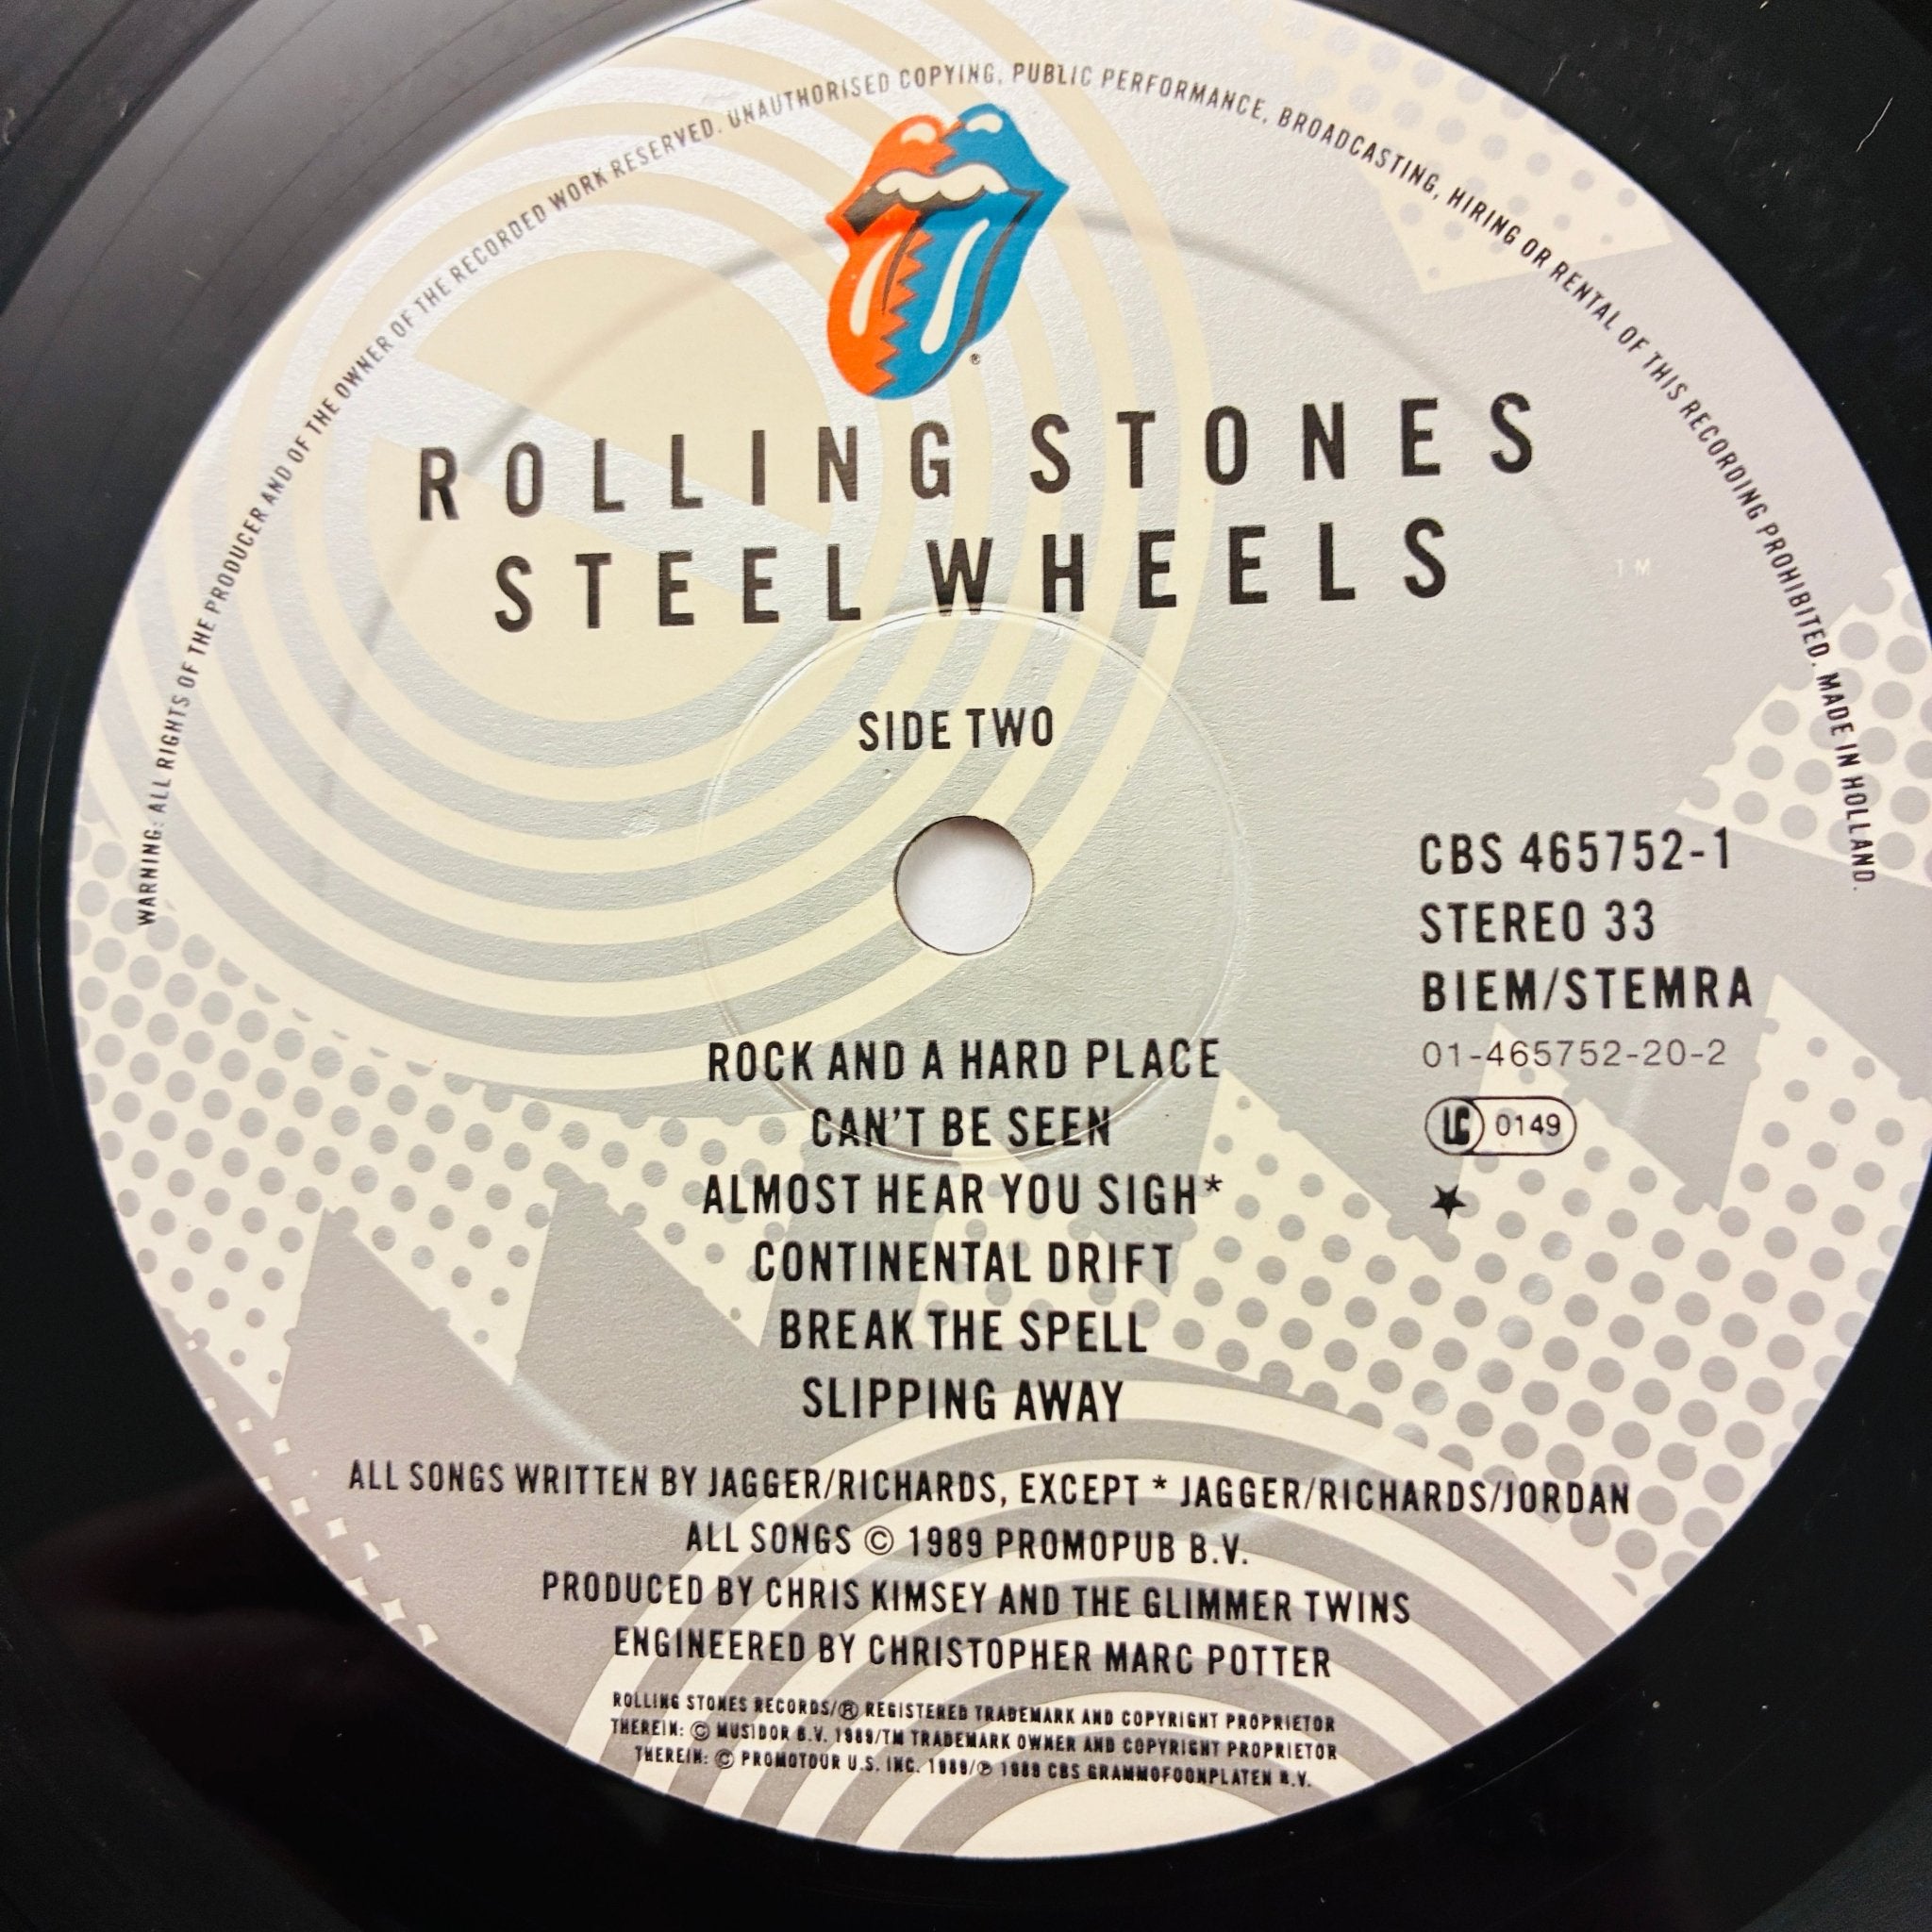 WARNING: ALL RIGHTS OF THE PRODUCER AND OF THE OWNER OF THE RECORDED WORK RESERVED. UNAUTHORISED COPYING, PUBLIC PERFORMANCE, BROADCASTING, HIRING OR RENTAL OF THIS RECORDING PROHIBITED. MADE IN HOLLAND.
®
ROLLING STONES
STEEL WHEELS
TM
SIDE TWO
CBS 465752-1
STEREO 33
BIEM/STEMRA
01-465752-20-2
LC 0149
ROCK AND A HARD PLACE
CAN'T BE SEEN
ALMOST HEAR YOU SIGH*
CONTINENTAL DRIFT
BREAK THE SPELL
SLIPPING AWAY
ALL SONGS WRITTEN BY JAGGER/RICHARDS, EXCEPT * JAGGER/RICHARDS/JORDAN
ALL SONGS © 1989 PROMOPUB B.V.
PRODUCED BY CHRIS KIMSEY AND THE GLIMMER TWINS
ENGINEERED BY CHRISTOPHER MARC POTTER
ROLLING STONES RECORDS/® REGISTERED TRADEMARK AND COPYRIGHT PROPRIETOR
THEREIN: © MUSIDOR B.V. 1989/TM TRADEMARK OWNER AND COPYRIGHT PROPRIETOR
THEREIN: © PROMOTOUR U.S. INC. 1989/℗ 1989 CBS GRAMMOFOONPLATEN B.V.